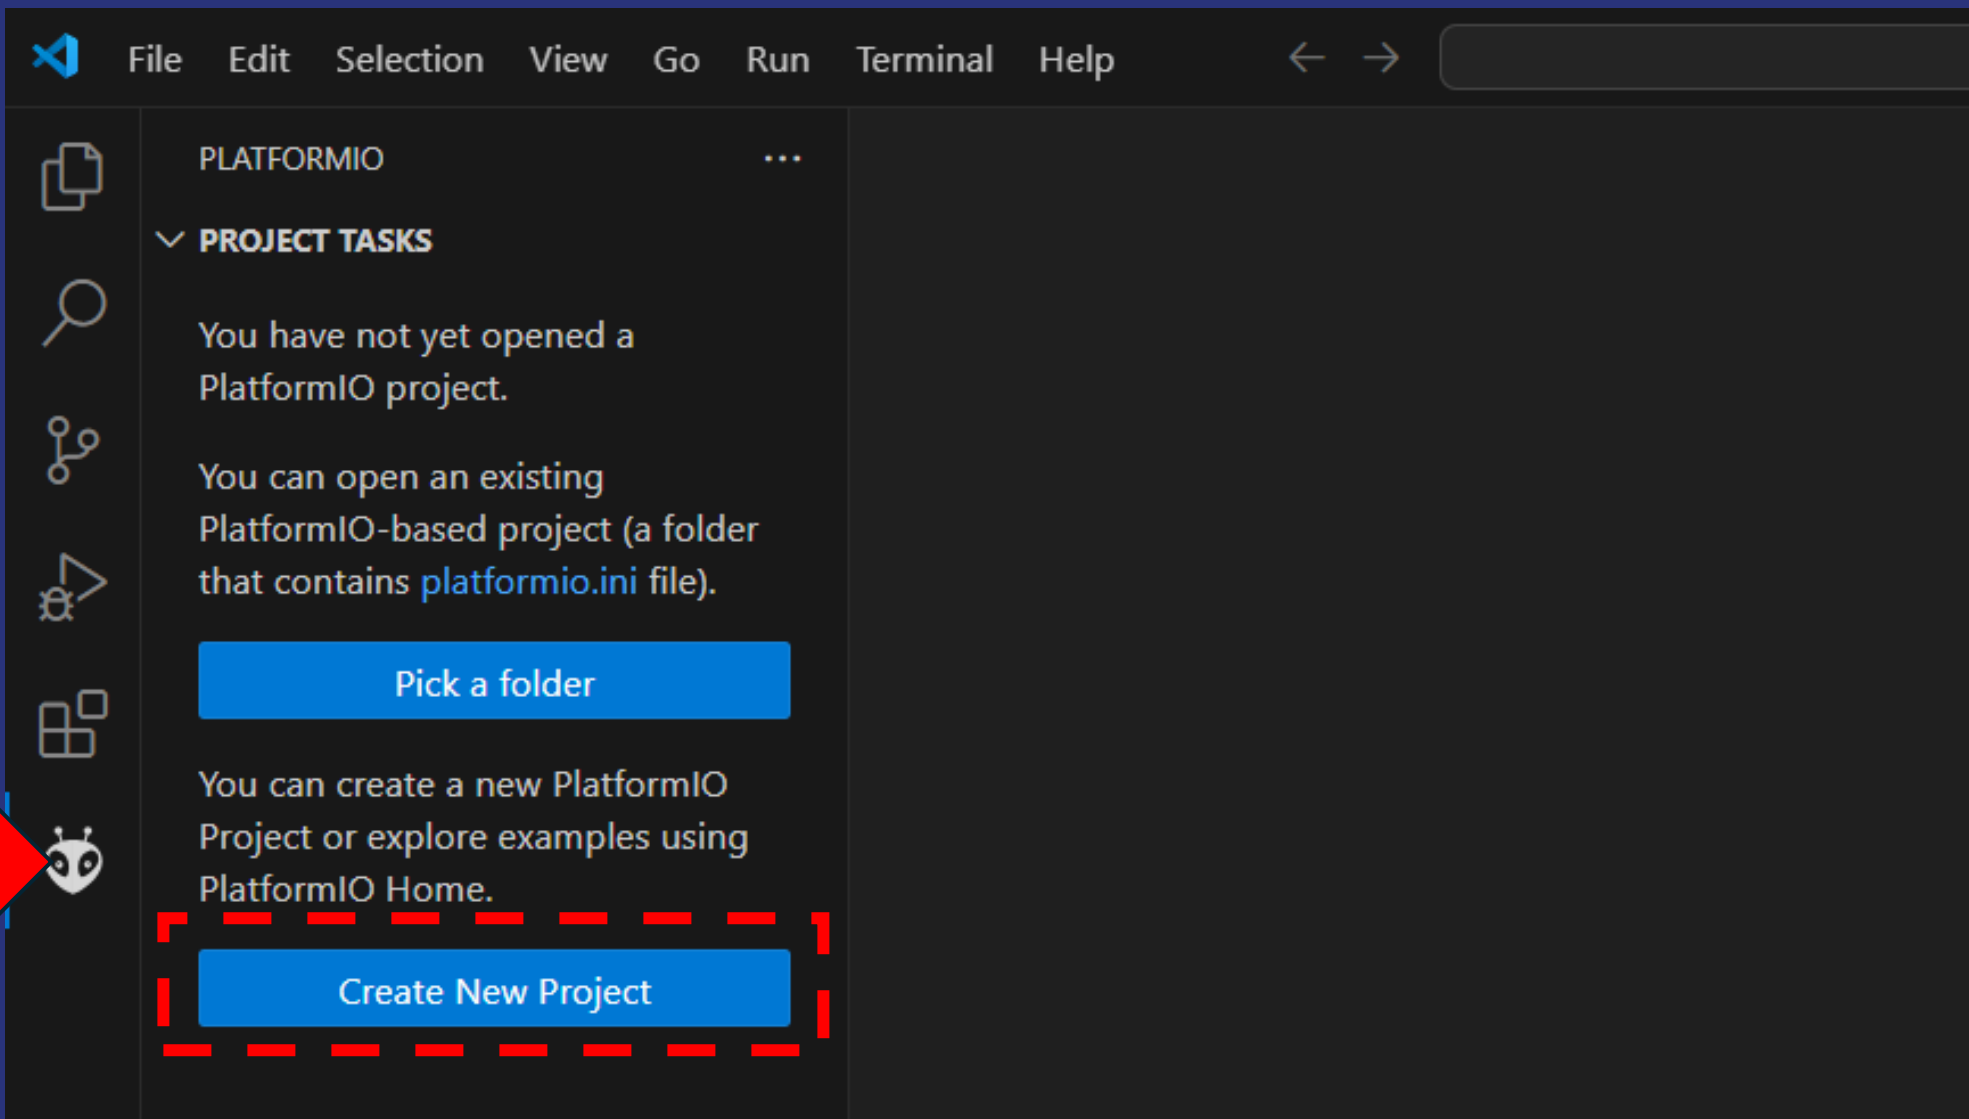 File Edit Selection View Go Run Terminal Help
PLATFORMIO
PROJECT TASKS
You have not yet opened a
PlatformIO project.
You can open an existing
PlatformIO-based project (a folder
that contains platformio.ini file).
Pick a folder
You can create a new PlatformIO
Project or explore examples using
PlatformIO Home.
Create New Project